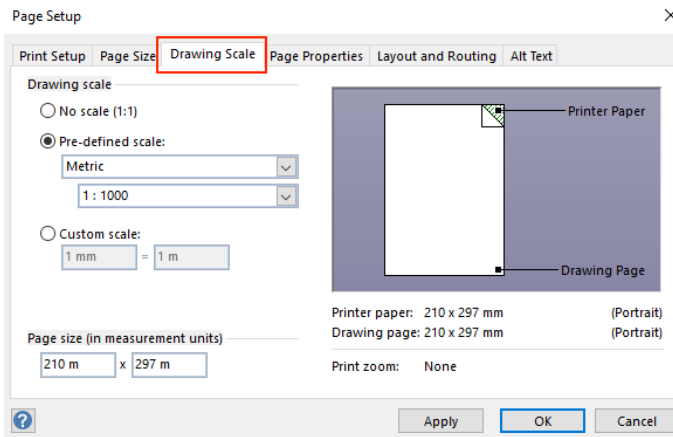 Page Setup
Print Setup Page Size Drawing Scale Page Properties Layout and Routing Alt Text
Drawing scale
No scale (1:1)
Pre-defined scale:
Metric
1 : 1000
Custom scale:
1 mm = 1 m
Page size (in measurement units)
210 m x 297 m
Printer Paper
Drawing Page
Printer paper: 210 x 297 mm (Portrait)
Drawing page: 210 x 297 mm (Portrait)
Print zoom: None
? Apply OK Cancel